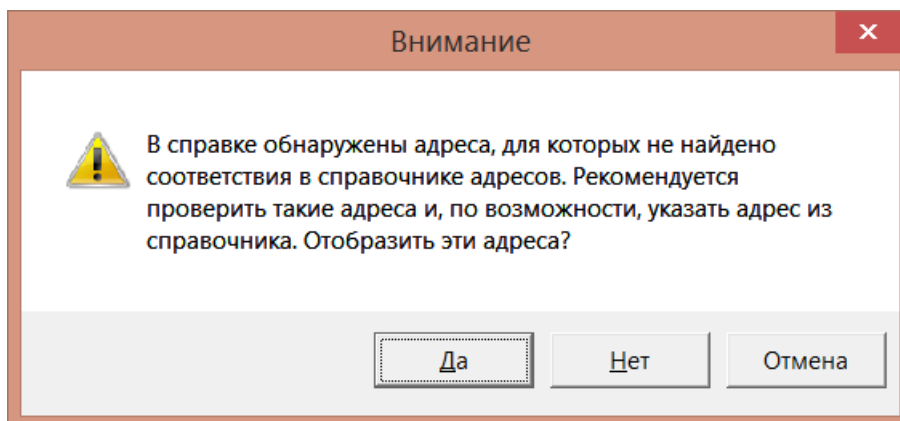 Внимание
В справке обнаружены адреса, для которых не найдено
соответствия в справочнике адресов. Рекомендуется
проверить такие адреса и, по возможности, указать адрес из
справочника. Отобразить эти адреса?
Да Нет Отмена